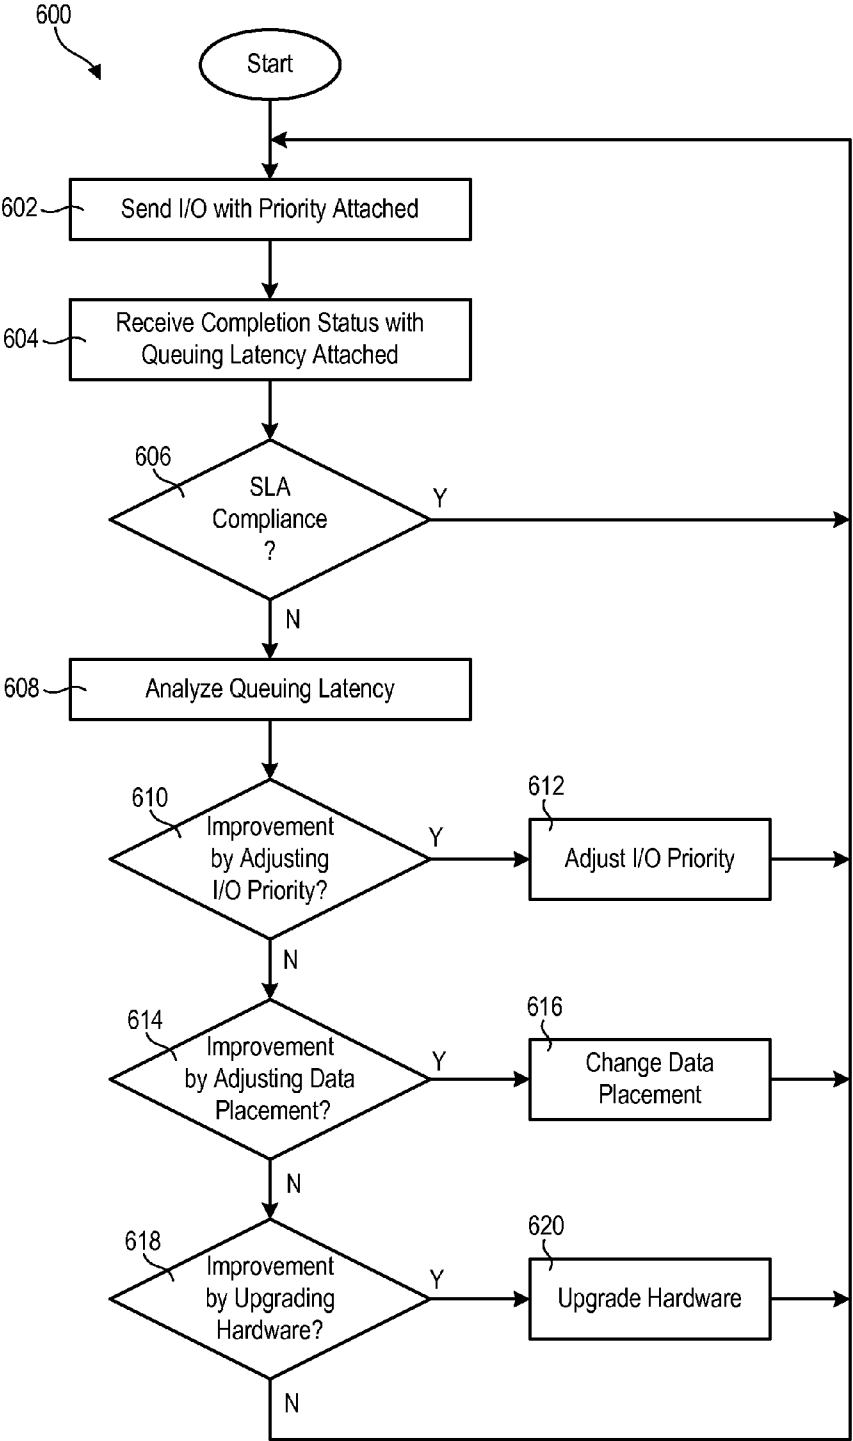 600
Start
602
Send I/O with Priority Attached
604
Receive Completion Status with
Queuing Latency Attached
606
SLA
Compliance
?
Y
N
608
Analyze Queuing Latency
610
Improvement
by Adjusting
I/O Priority?
Y
612
Adjust I/O Priority
N
614
Improvement
by Adjusting Data
Placement?
Y
616
Change Data
Placement
N
618
Improvement
by Upgrading
Hardware?
Y
620
Upgrade Hardware
N